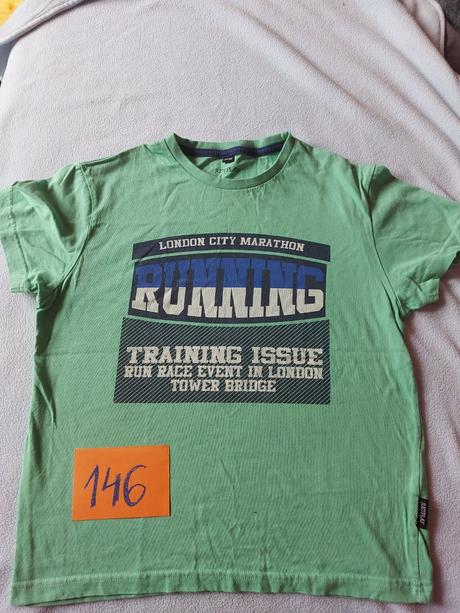 LONDON CITY MARATHON
RUNNING
TRAINING ISSUE
RUN RACE EVENT IN LONDON
TOWER BRIDGE
146